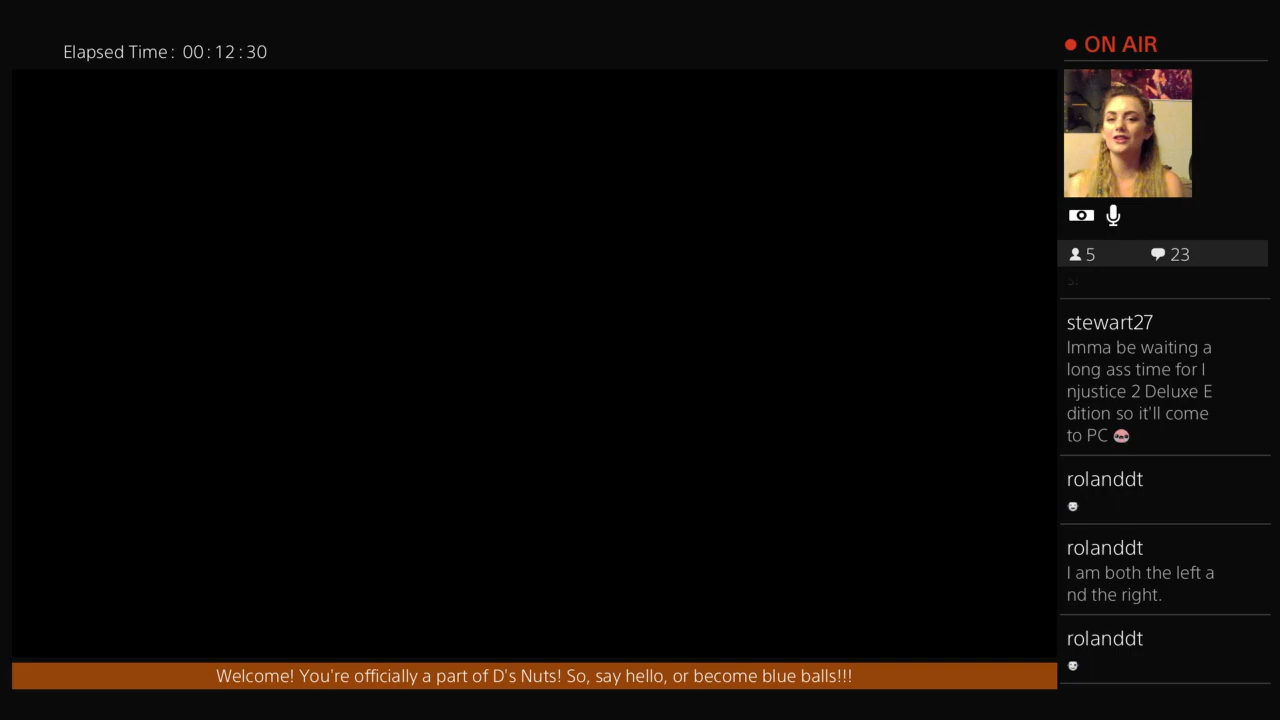 Elapsed Time: 00:12:30
ON AIR
5 23
stewart27
Imma be waiting a
long ass time for I
njustice 2 Deluxe E
dition so it'll come
to PC
rolanddt
rolanddt
I am both the left a
nd the right.
rolanddt
Welcome! You're officially a part of D's Nuts! So, say hello, or become blue balls!!!